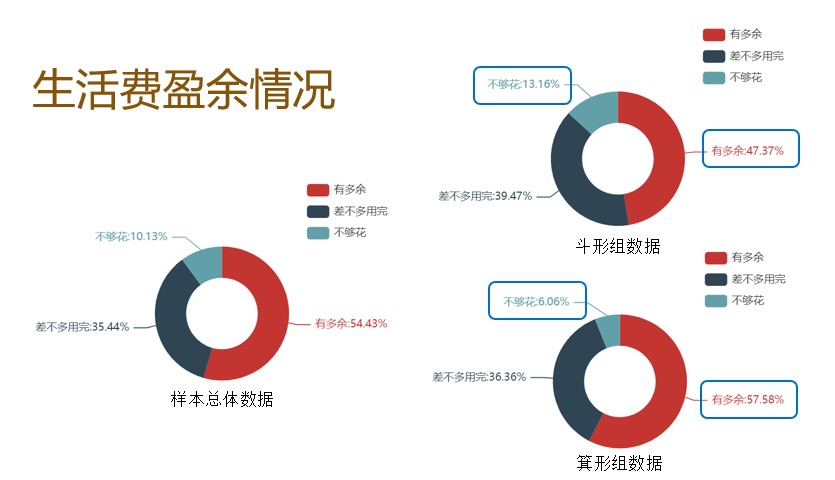 生活费盈余情况
有多余
差不多用完
不够花
不够花:10.13%
差不多用完:35.44%
有多余:54.43%
样本总体数据
有多余
差不多用完
不够花
不够花:13.16%
有多余:47.37%
差不多用完:39.47%
斗形组数据
有多余
差不多用完
不够花
不够花:6.06%
差不多用完:36.36%
有多余:57.58%
箕形组数据